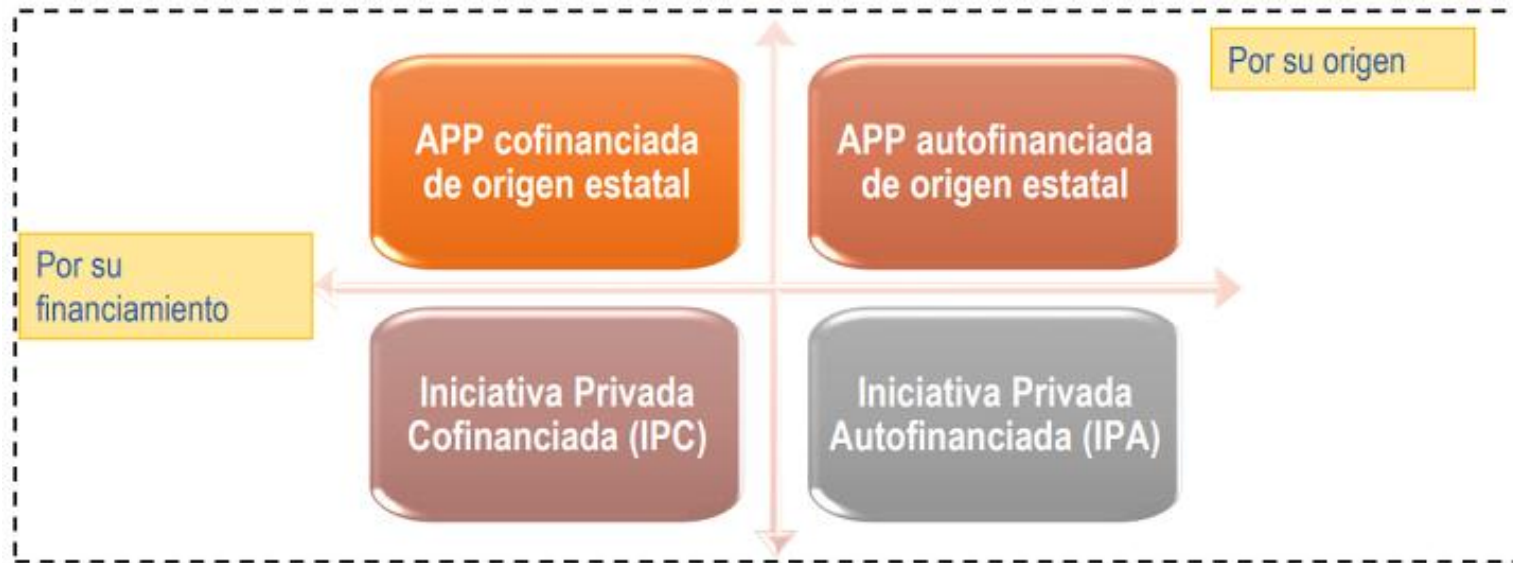 Por su origen
APP cofinanciada
de origen estatal
APP autofinanciada
de origen estatal
Por su
financiamiento
Iniciativa Privada
Cofinanciada (IPC)
Iniciativa Privada
Autofinanciada (IPA)